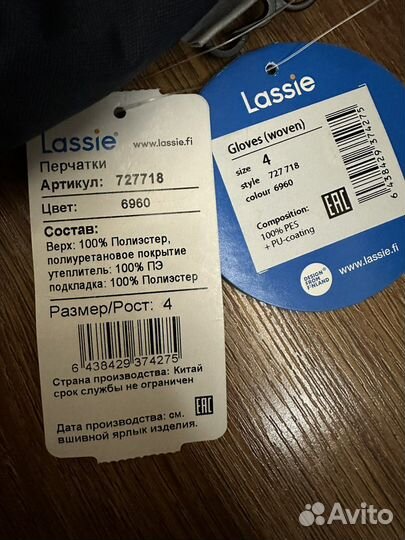 Lassie® www.lassie.fi
Перчатки
Артикул: 727718
Цвет: 6960
Состав:
Верх: 100% Полиэстер,
полиуретановое покрытие
утеплитель: 100% ПЭ
подкладка: 100% Полиэстер
Размер/Рост: 4
6 438429 374275
Страна производства: Китай
срок службы не ограничен
EAC
Дата производства: см.
вшивной ярлык изделия.
Lassie
Gloves (woven)
size 4
style 727 718
colour 6960
6 438429 374275
Composition:
100% PES
+ PU-coating
EAC
DESIGN
FROM
FINLAND
www.lassie.fi
Avito